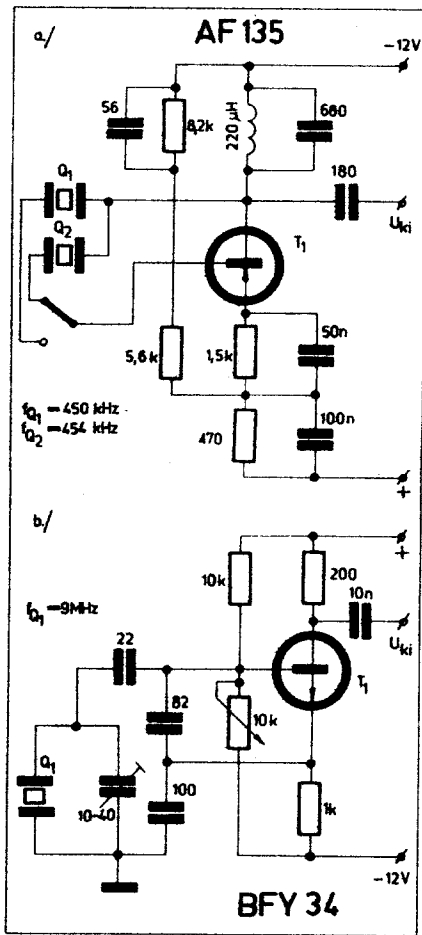 a./
AF 135
-12V
56
8,2k
220 μH
680
180
Q1
Q2
Uki
T1
5,6k
1,5k
50n
470
100n
fQ1 = 450 kHz
fQ2 = 454 kHz
+
b./
+
10k
200
10n
fQ1 = 9MHz
22
Uki
82
T1
10k
Q1
10-40
100
1k
-12V
BFY 34